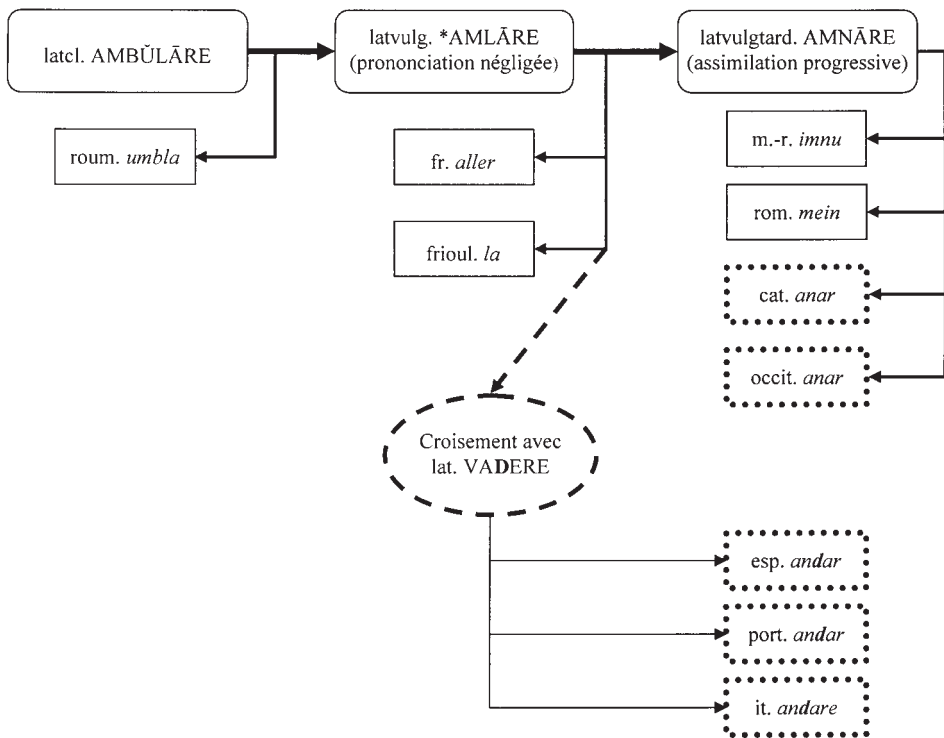 latcl. AMBŬLĀRE
latvulg. *AMLĀRE
(prononciation négligée)
latvulgtard. AMNĀRE
(assimilation progressive)
roum. umbla
fr. aller
frioul. la
m.-r. imnu
rom. mein
cat. anar
occit. anar
Croisement avec
lat. VADERE
esp. andar
port. andar
it. andare